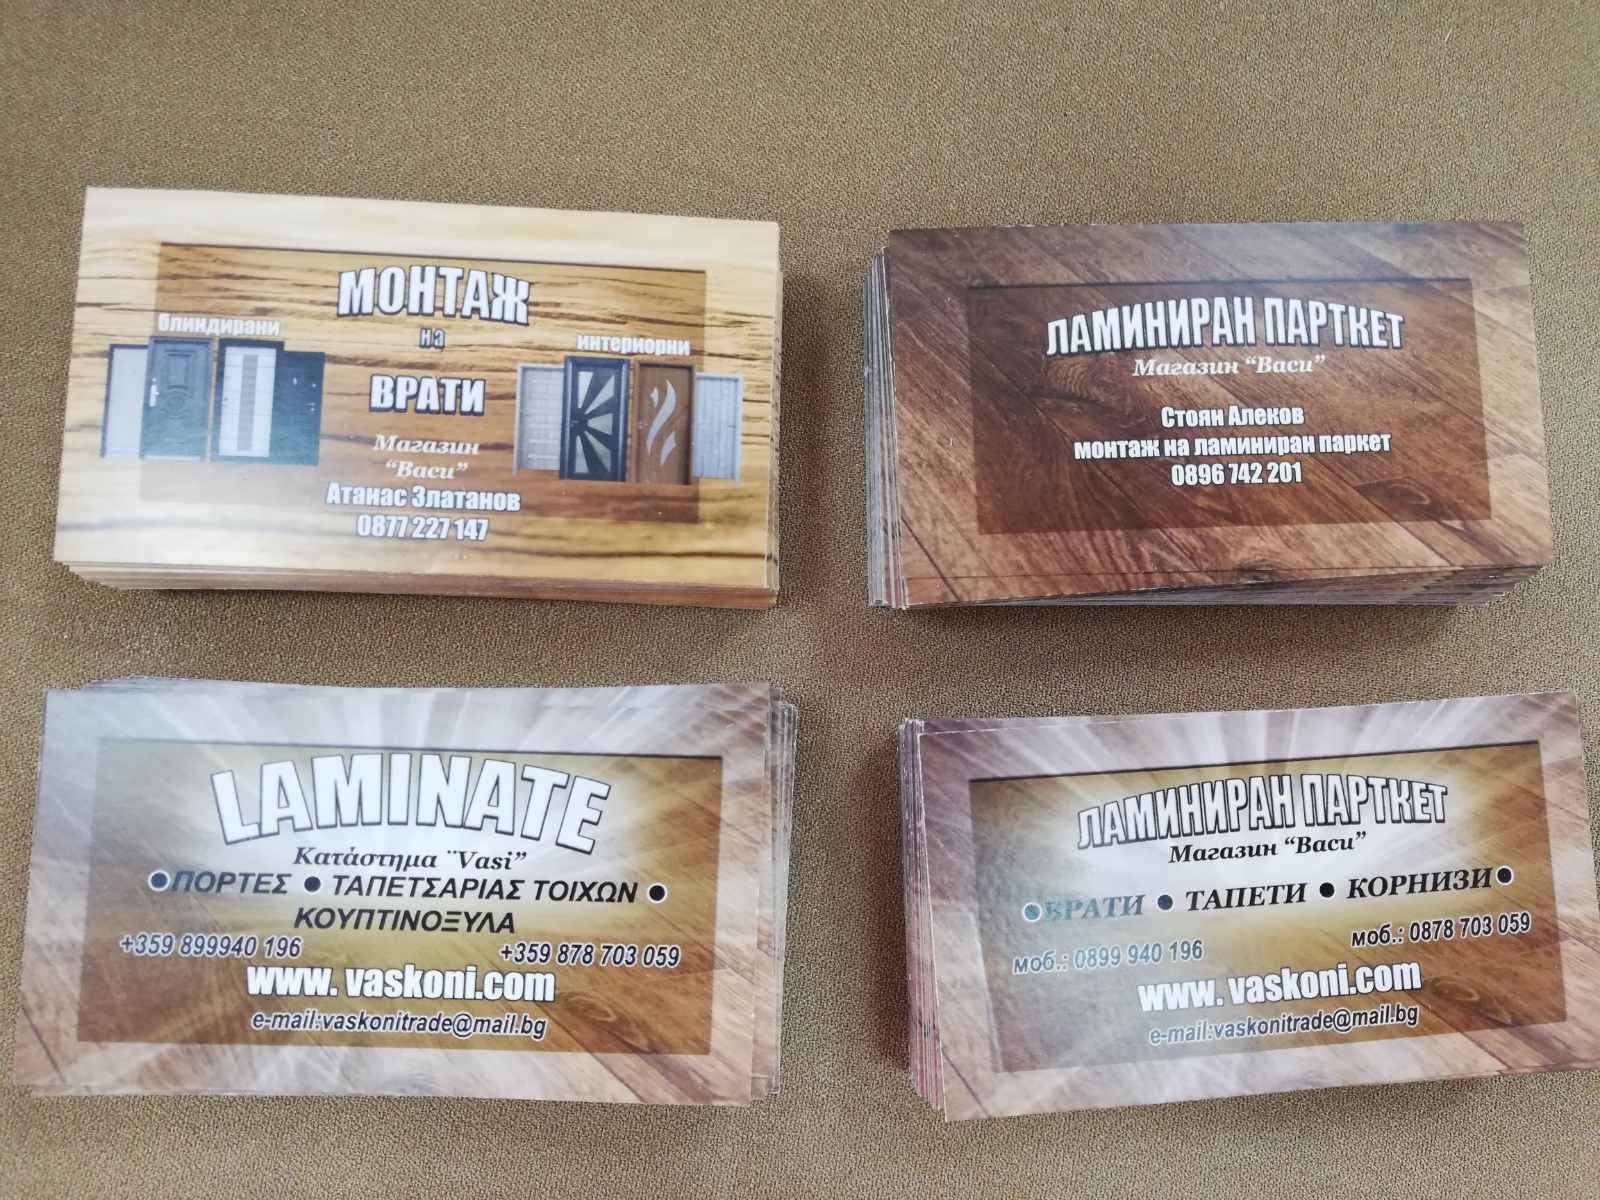 МОНТАЖ
на
ВРАТИ
блиндирани
интериорни
Магазин
“Васи”
Атанас Златанов
0877 227 147
ЛАМИНИРАН ПАРТКЕТ
Магазин “Васи”
Стоян Алеков
монтаж на ламиниран паркет
0896 742 201
LAMINATE
Κατάστημα ¨Vasi”
•ΠΟΡΤΕΣ • ΤΑΠΕΤΣΑΡΙΑΣ ΤΟΙΧΩΝ •
ΚΟΥΠΤΙΝΟΞΥΛΑ
+359 899940 196 +359 878 703 059
www. vaskoni.com
e-mail:vaskonitrade@mail.bg
ЛАМИНИРАН ПАРТКЕТ
Магазин “Васи”
•ВРАТИ • ТАПЕТИ • КОРНИЗИ•
моб.: 0899 940 196 моб.: 0878 703 059
www. vaskoni.com
e-mail:vaskonitrade@mail.bg